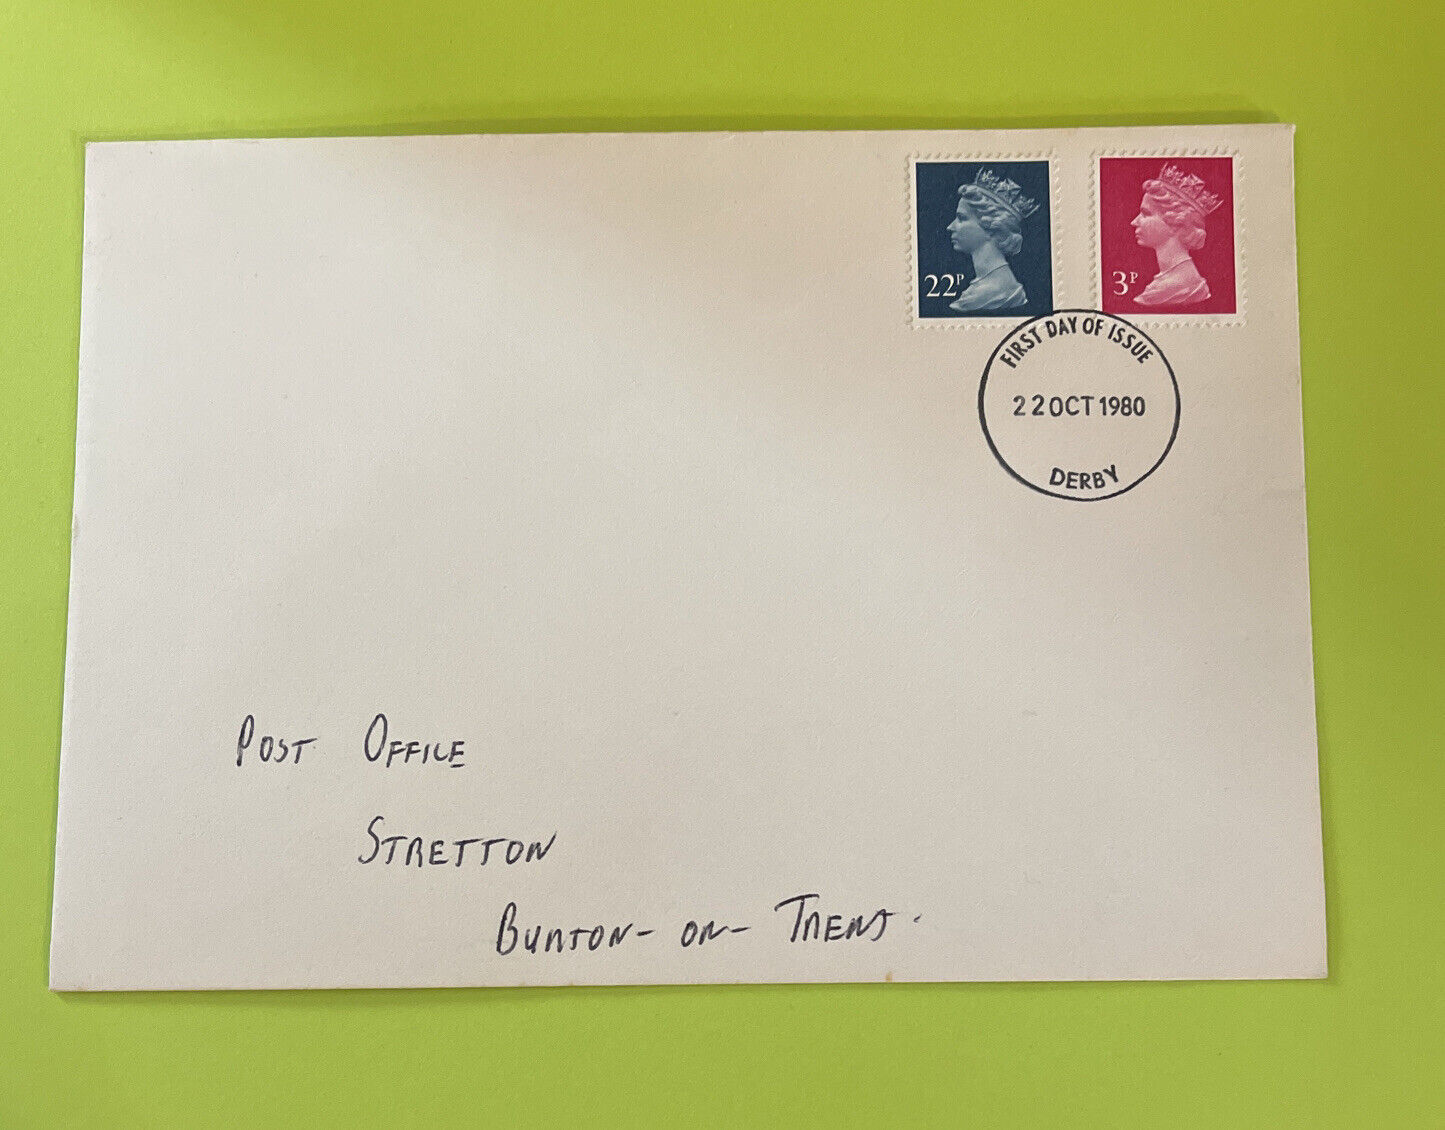 22P
3P
FIRST DAY OF ISSUE
22 OCT 1980
DERBY
POST OFFICE
STRETTON
BURTON-ON-TRENT.